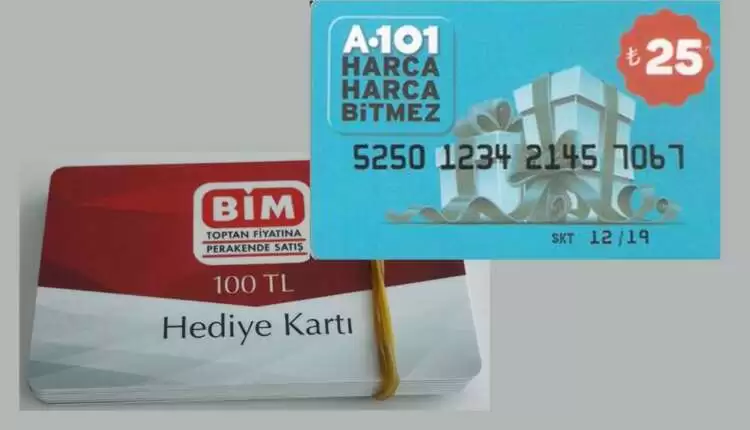 A·101
HARCA
HARCA
BİTMEZ
₺ 25
5250 1234 2145 7067
SKT 12/19
BİM
TOPTAN FİYATINA
PERAKENDE SATIŞ
100 TL
Hediye Kartı